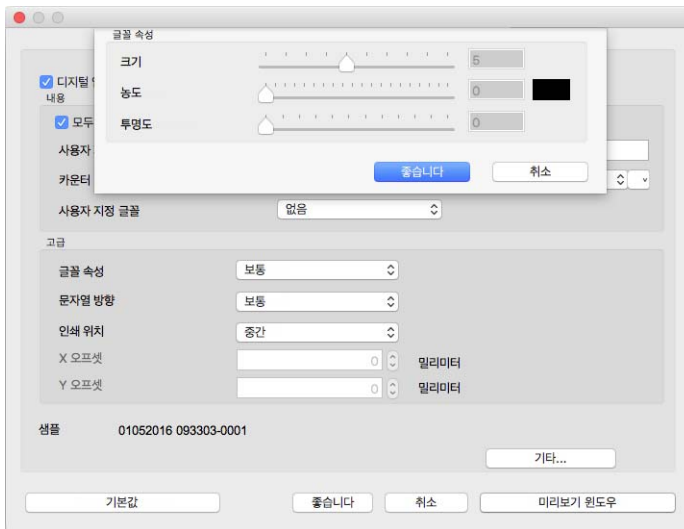 글꼴 속성
크기 5
농도 0
투명도 0
좋습니다 취소
디지털
내용
모두
사용자
카운터
사용자 지정 글꼴 없음
고급
글꼴 속성 보통
문자열 방향 보통
인쇄 위치 중간
X 오프셋 0 밀리미터
Y 오프셋 0 밀리미터
샘플 01052016 093303-0001
기타...
기본값 좋습니다 취소 미리보기 윈도우